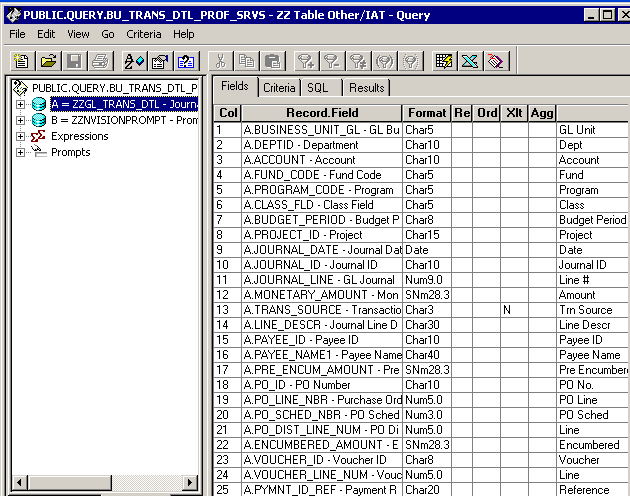 PUBLIC.QUERY.BU_TRANS_DTL_PROF_SRVS - ZZ Table Other/IAT - Query
File Edit View Go Criteria Help
PUBLIC.QUERY.BU_TRANS_DTL_P
A = ZZGL_TRANS_DTL - Journ
B = ZZNVISIONPROMPT - Prom
Expressions
Prompts
Fields Criteria SQL Results
Col Record.Field Format Re Ord Xlt Agg
1 A.BUSINESS_UNIT_GL - GL Bu Char5 GL Unit
2 A.DEPTID - Department Char10 Dept
3 A.ACCOUNT - Account Char10 Account
4 A.FUND_CODE - Fund Code Char5 Fund
5 A.PROGRAM_CODE - Program Char5 Program
6 A.CLASS_FLD - Class Field Char5 Class
7 A.BUDGET_PERIOD - Budget P Char8 Budget Period
8 A.PROJECT_ID - Project Char15 Project
9 A.JOURNAL_DATE - Journal Dat Date Date
10 A.JOURNAL_ID - Journal ID Char10 Journal ID
11 A.JOURNAL_LINE - GL Journal Num9.0 Line #
12 A.MONETARY_AMOUNT - Mon SNm28.3 Amount
13 A.TRANS_SOURCE - Transactio Char3 N Trn Source
14 A.LINE_DESCR - Journal Line D Char30 Line Descr
15 A.PAYEE_ID - Payee ID Char10 Payee ID
16 A.PAYEE_NAME1 - Payee Name Char40 Payee Name
17 A.PRE_ENCUM_AMOUNT - Pre SNm28.3 Pre Encumber
18 A.PO_ID - PO Number Char10 PO No.
19 A.PO_LINE_NBR - Purchase Ord Num5.0 PO Line
20 A.PO_SCHED_NBR - PO Sched Num3.0 PO Sched
21 A.PO_DIST_LINE_NUM - PO Di Num5.0 Line
22 A.ENCUMBERED_AMOUNT - E SNm28.3 Encumbered
23 A.VOUCHER_ID - Voucher ID Char8 Voucher
24 A.VOUCHER_LINE_NUM - Vouc Num5.0 Line
25 A.PYMNT_ID_REF - Payment R Char20 Reference